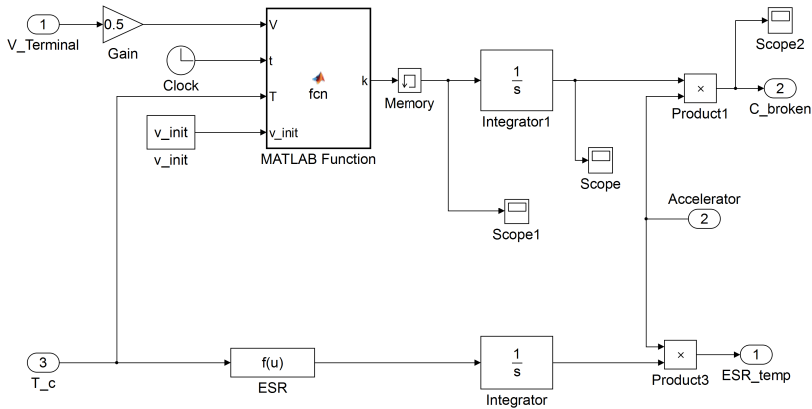 1
V_Terminal
0.5
Gain
Clock
v_init
v_init
V
t
T
v_init
fcn
k
MATLAB Function
Memory
1
s
Integrator1
Scope
Scope1
×
Product1
Scope2
2
C_broken
Accelerator
2
3
T_c
f(u)
ESR
1
s
Integrator
×
Product3
1
ESR_temp